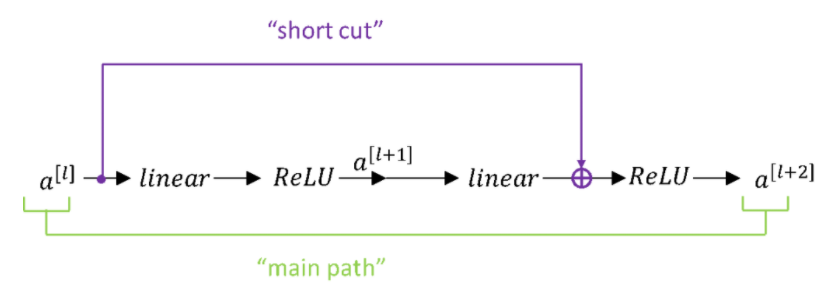 “short cut”
a^[l] linear ReLU a^[l+1] linear ⊕ ReLU a^[l+2]
“main path”